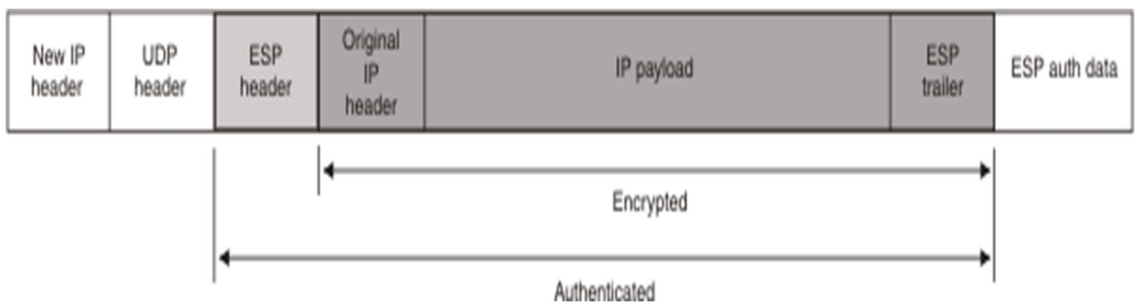 New IP
header
UDP
header
ESP
header
Original
IP
header
IP payload
ESP
trailer
ESP auth data
Encrypted
Authenticated